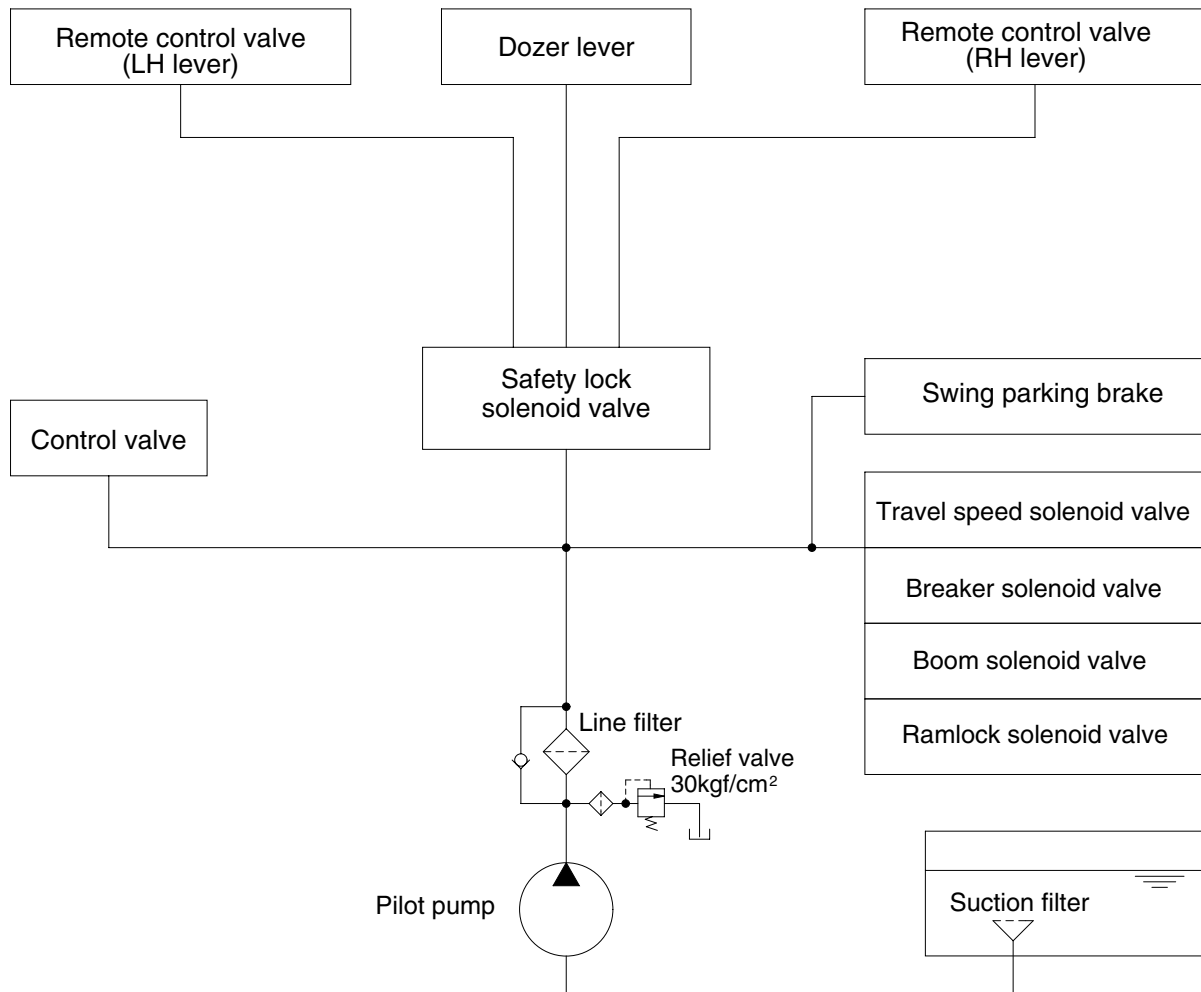 Remote control valve
(LH lever)
Dozer lever
Remote control valve
(RH lever)
Safety lock
solenoid valve
Swing parking brake
Control valve
Travel speed solenoid valve
Breaker solenoid valve
Boom solenoid valve
Ramlock solenoid valve
Line filter
Relief valve
30kgf/cm²
Pilot pump
Suction filter